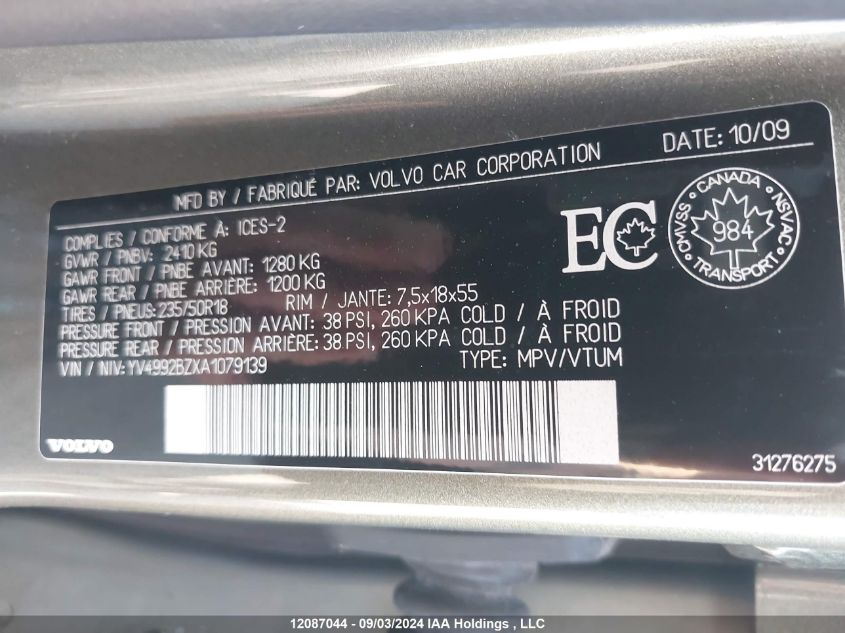 MFD BY / FABRIQUÉ PAR: VOLVO CAR CORPORATION
DATE: 10/09
COMPLIES / CONFORME À: ICES-2
GVWR / PNBV: 2410 KG
GAWR FRONT / PNBE AVANT: 1280 KG
GAWR REAR / PNBE ARRIÈRE: 1200 KG
TIRES / PNEUS: 235/50R18 RIM / JANTE: 7,5x18x55
PRESSURE FRONT / PRESSION AVANT: 38 PSI, 260 KPA COLD / À FROID
PRESSURE REAR / PRESSION ARRIÈRE: 38 PSI, 260 KPA COLD / À FROID
VIN / NIV: YV4992BZXA1079139 TYPE: MPV/VTUM
EC
CANADA
CMVSS 984 NSVAC
TRANSPORT
VOLVO
31276275
12087044 - 09/03/2024 IAA Holdings , LLC